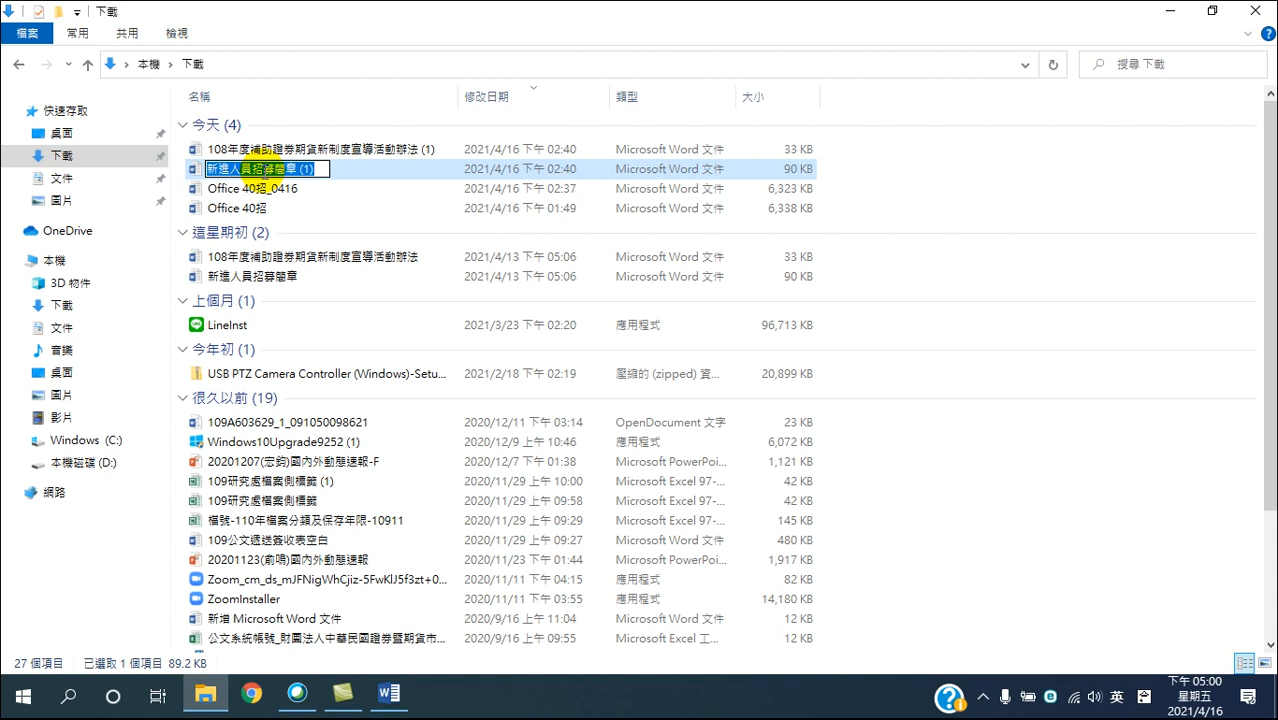 下載
檔案 常用 共用 檢視
本機 下載 搜尋 下載
名稱 修改日期 類型 大小
快速存取
桌面
下載
文件
圖片
OneDrive
本機
3D 物件
下載
文件
音樂
桌面
圖片
影片
Windows (C:)
本機磁碟 (D:)
網路
今天 (4)
108年度補助證券期貨新制度宣導活動辦法 (1) 2021/4/16 下午 02:40 Microsoft Word 文件 33 KB
新進人員招募簡章 (1) 2021/4/16 下午 02:40 Microsoft Word 文件 90 KB
Office 40招_0416 2021/4/16 下午 02:37 Microsoft Word 文件 6,323 KB
Office 40招 2021/4/16 下午 01:49 Microsoft Word 文件 6,338 KB
這星期初 (2)
108年度補助證券期貨新制度宣導活動辦法 2021/4/13 下午 05:06 Microsoft Word 文件 33 KB
新進人員招募簡章 2021/4/13 下午 05:06 Microsoft Word 文件 90 KB
上個月 (1)
LineInst 2021/3/23 下午 02:20 應用程式 96,713 KB
今年初 (1)
USB PTZ Camera Controller (Windows)-Setu... 2021/2/18 下午 02:19 壓縮的 (zipped) 資... 20,899 KB
很久以前 (19)
109A603629_1_091050098621 2020/12/11 下午 03:14 OpenDocument 文字 23 KB
Windows10Upgrade9252 (1) 2020/12/9 上午 10:46 應用程式 6,072 KB
20201207(宏鈞)國內外動態速報-F 2020/12/7 下午 01:38 Microsoft PowerPoi... 1,121 KB
109研究處檔案側標籤 (1) 2020/11/29 上午 10:00 Microsoft Excel 97-... 42 KB
109研究處檔案側標籤 2020/11/29 上午 09:58 Microsoft Excel 97-... 42 KB
檔號-110年檔案分類及保存年限-10911 2020/11/29 上午 09:29 Microsoft Excel 97-... 145 KB
109公文遞送簽收表空白 2020/11/29 上午 09:27 Microsoft Word 文件 480 KB
20201123(俞鳴)國內外動態速報 2020/11/23 下午 01:44 Microsoft PowerPoi... 1,917 KB
Zoom_cm_ds_mJFNigWhCjiz-5FwKlJ5f3zt+0... 2020/11/11 下午 04:15 應用程式 82 KB
ZoomInstaller 2020/11/11 下午 03:55 應用程式 14,180 KB
新增 Microsoft Word 文件 2020/9/16 上午 11:04 Microsoft Word 文件 12 KB
公文系統帳號_財團法人中華民國證券暨期貨市... 2020/9/16 上午 09:55 Microsoft Excel 工... 12 KB
27 個項目 已選取 1 個項目 89.2 KB
英
下午 05:00
星期五
2021/4/16